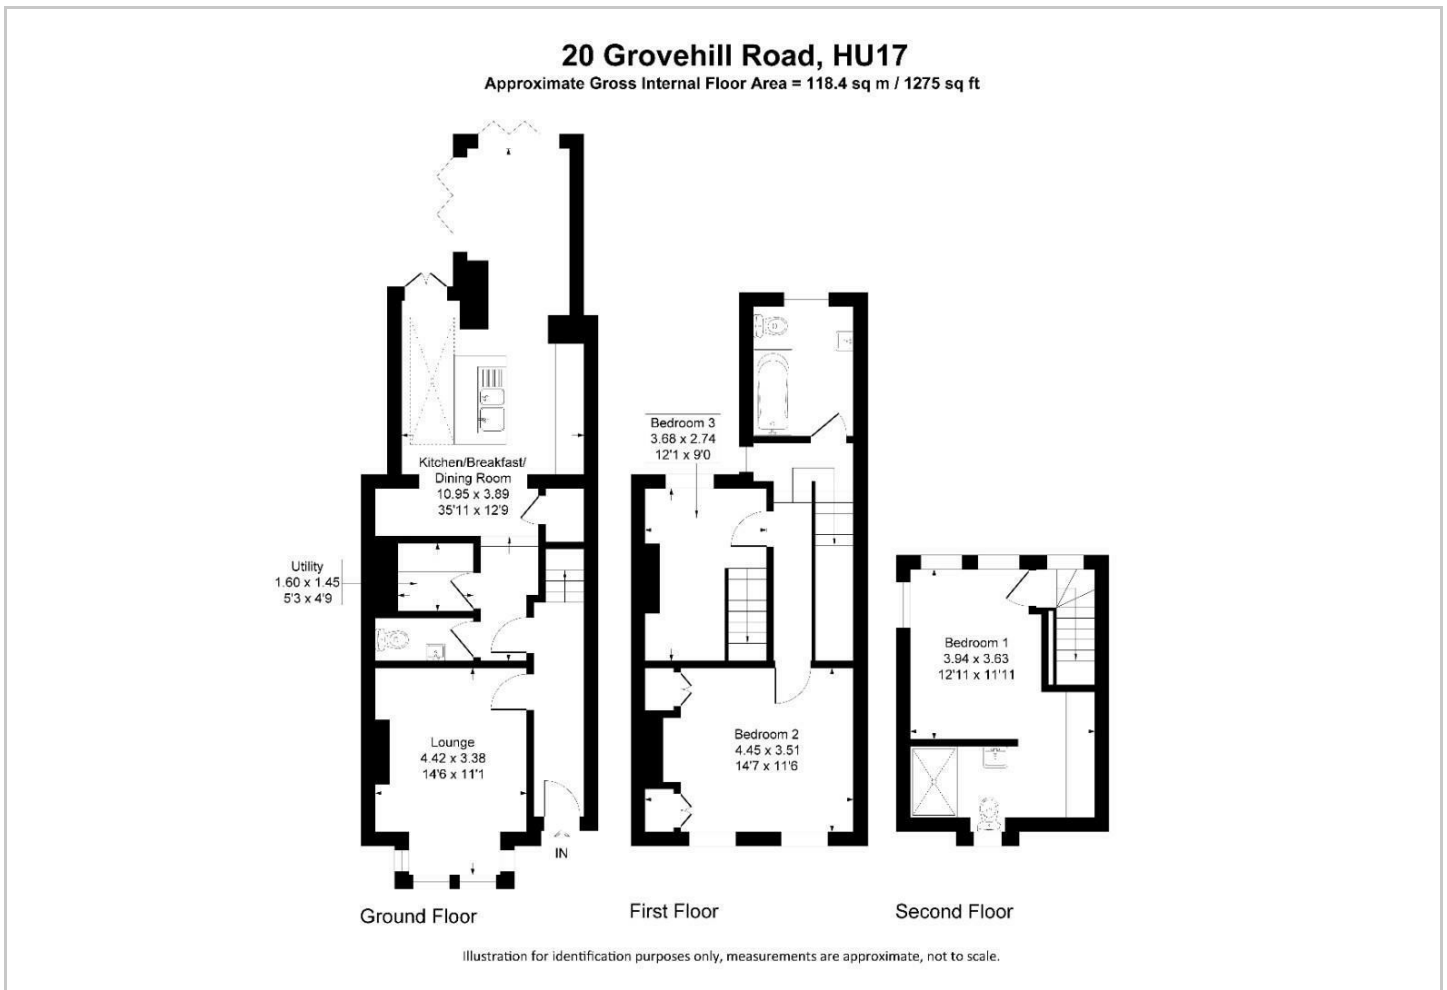 20 Grovehill Road, HU17
Approximate Gross Internal Floor Area = 118.4 sq m / 1275 sq ft
Kitchen/Breakfast/
Dining Room
10.95 x 3.89
35'11 x 12'9
Utility
1.60 x 1.45
5'3 x 4'9
Lounge
4.42 x 3.38
14'6 x 11'1
IN
Ground Floor
Bedroom 3
3.68 x 2.74
12'1 x 9'0
Bedroom 2
4.45 x 3.51
14'7 x 11'6
First Floor
Bedroom 1
3.94 x 3.63
12'11 x 11'11
Second Floor
Illustration for identification purposes only, measurements are approximate, not to scale.